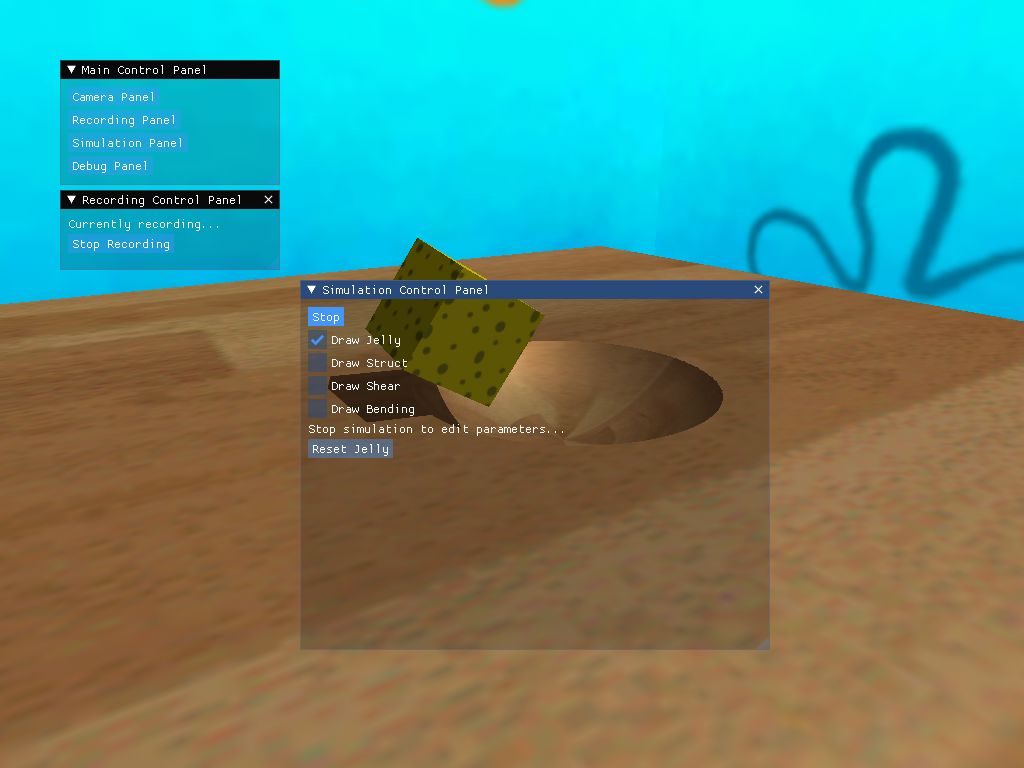 Main Control Panel
Camera Panel
Recording Panel
Simulation Panel
Debug Panel
Recording Control Panel
Currently recording...
Stop Recording
Simulation Control Panel
Stop
Draw Jelly
Draw Struct
Draw Shear
Draw Bending
Stop simulation to edit parameters...
Reset Jelly